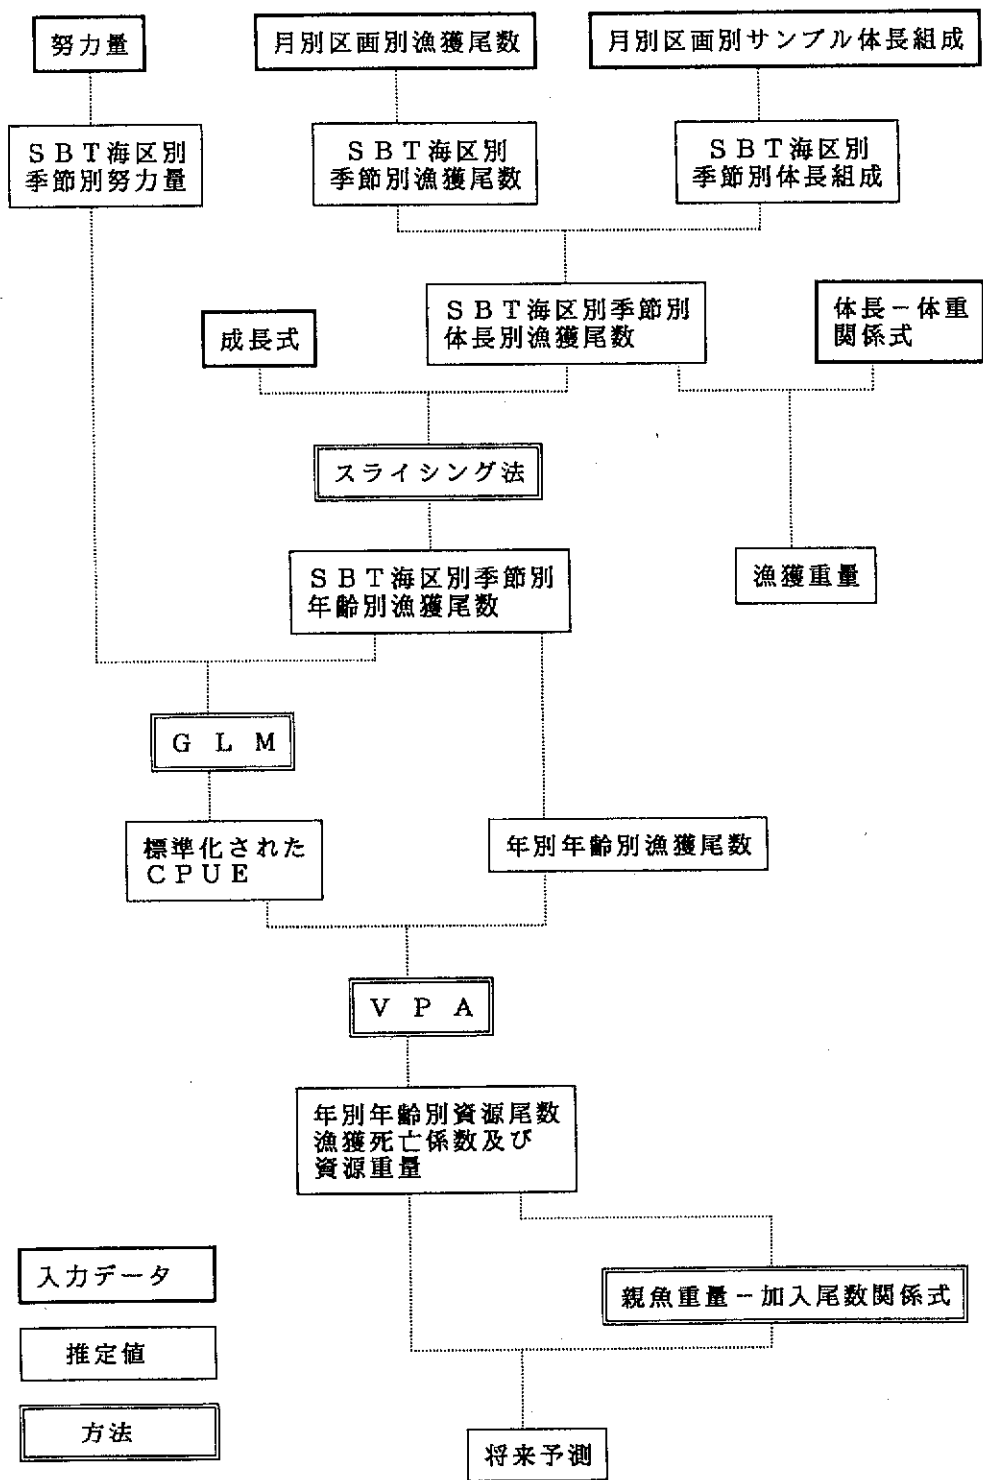 努力量
月別区画別漁獲尾数
月別区画別サンプル体長組成
ＳＢＴ海区別
季節別努力量
ＳＢＴ海区別
季節別漁獲尾数
ＳＢＴ海区別
季節別体長組成
成長式
ＳＢＴ海区別季節別
体長別漁獲尾数
体長－体重
関係式
スライシング法
ＳＢＴ海区別季節別
年齢別漁獲尾数
漁獲重量
ＧＬＭ
標準化された
ＣＰＵＥ
年別年齢別漁獲尾数
ＶＰＡ
年別年齢別資源尾数
漁獲死亡係数及び
資源重量
入力データ
親魚重量－加入尾数関係式
推定値
方法
将来予測